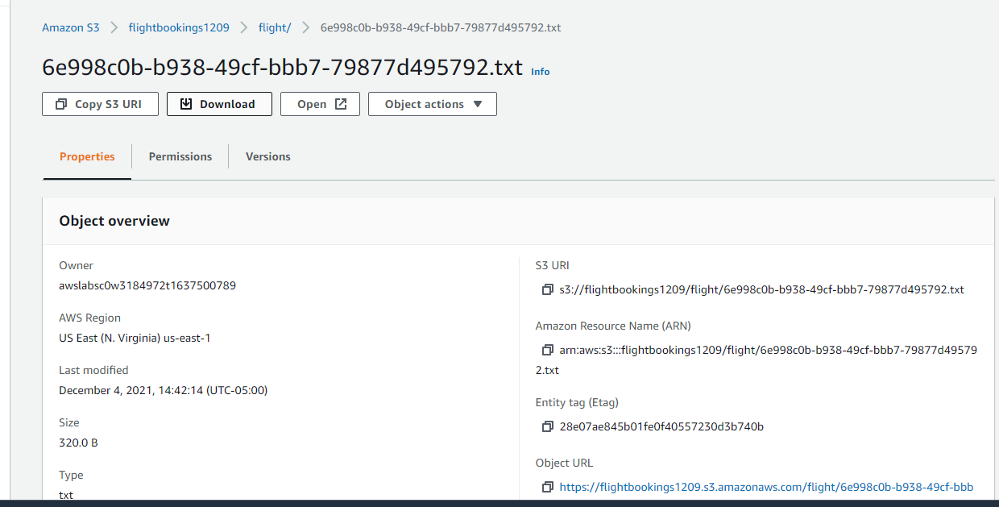 Amazon S3 > flightbookings1209 > flight/ > 6e998c0b-b938-49cf-bbb7-79877d495792.txt
6e998c0b-b938-49cf-bbb7-79877d495792.txt Info
Copy S3 URI Download Open Object actions
Properties Permissions Versions
Object overview
Owner
awslabsc0w3184972t1637500789
AWS Region
US East (N. Virginia) us-east-1
Last modified
December 4, 2021, 14:42:14 (UTC-05:00)
Size
320.0 B
Type
txt
S3 URI
s3://flightbookings1209/flight/6e998c0b-b938-49cf-bbb7-79877d495792.txt
Amazon Resource Name (ARN)
arn:aws:s3:::flightbookings1209/flight/6e998c0b-b938-49cf-bbb7-79877d49579
2.txt
Entity tag (Etag)
28e07ae845b01fe0f40557230d3b740b
Object URL
https://flightbookings1209.s3.amazonaws.com/flight/6e998c0b-b938-49cf-bbb